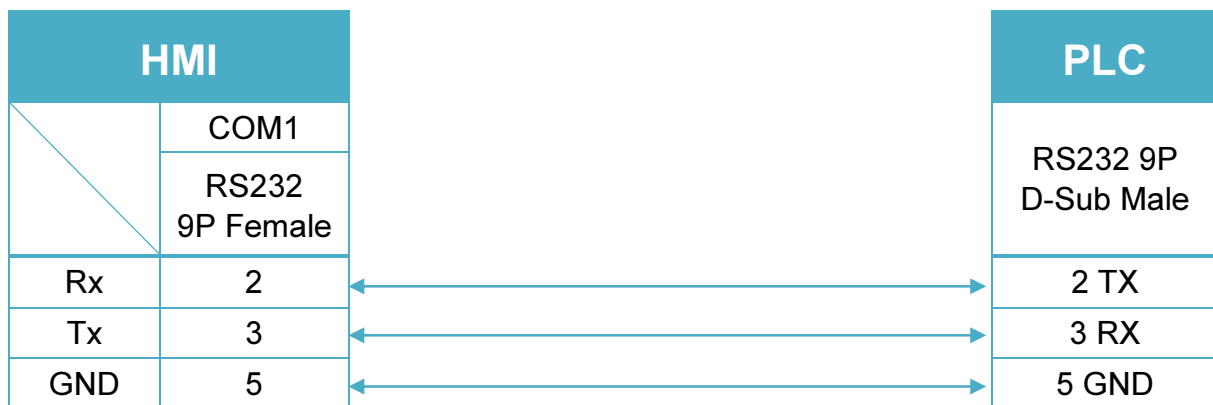 HMI
PLC
COM1
RS232
9P Female
RS232 9P
D-Sub Male
Rx 2 2 TX
Tx 3 3 RX
GND 5 5 GND